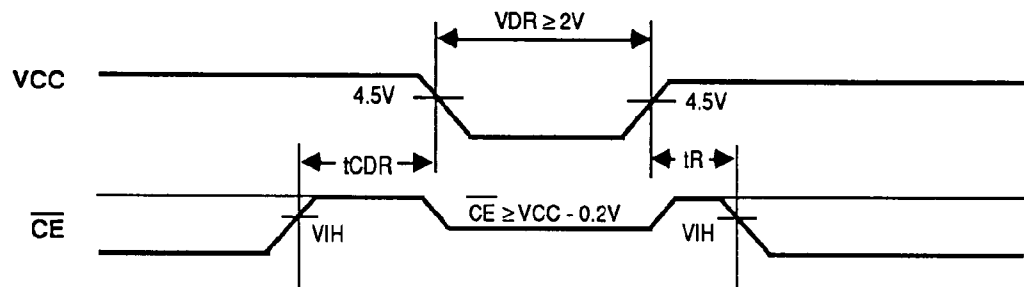 VDR ≥ 2V
VCC
4.5V
4.5V
tCDR
tR
CE
VIH
CE ≥ VCC - 0.2V
VIH